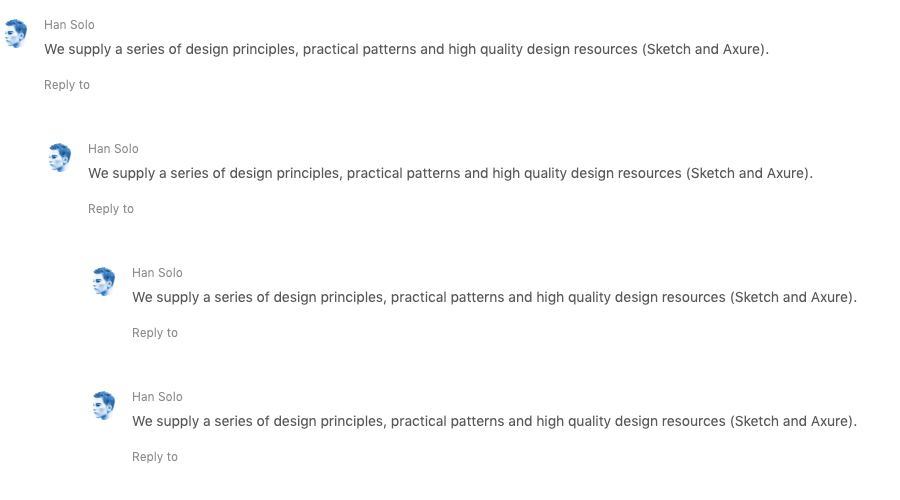 Han Solo
We supply a series of design principles, practical patterns and high quality design resources (Sketch and Axure).
Reply to
Han Solo
We supply a series of design principles, practical patterns and high quality design resources (Sketch and Axure).
Reply to
Han Solo
We supply a series of design principles, practical patterns and high quality design resources (Sketch and Axure).
Reply to
Han Solo
We supply a series of design principles, practical patterns and high quality design resources (Sketch and Axure).
Reply to